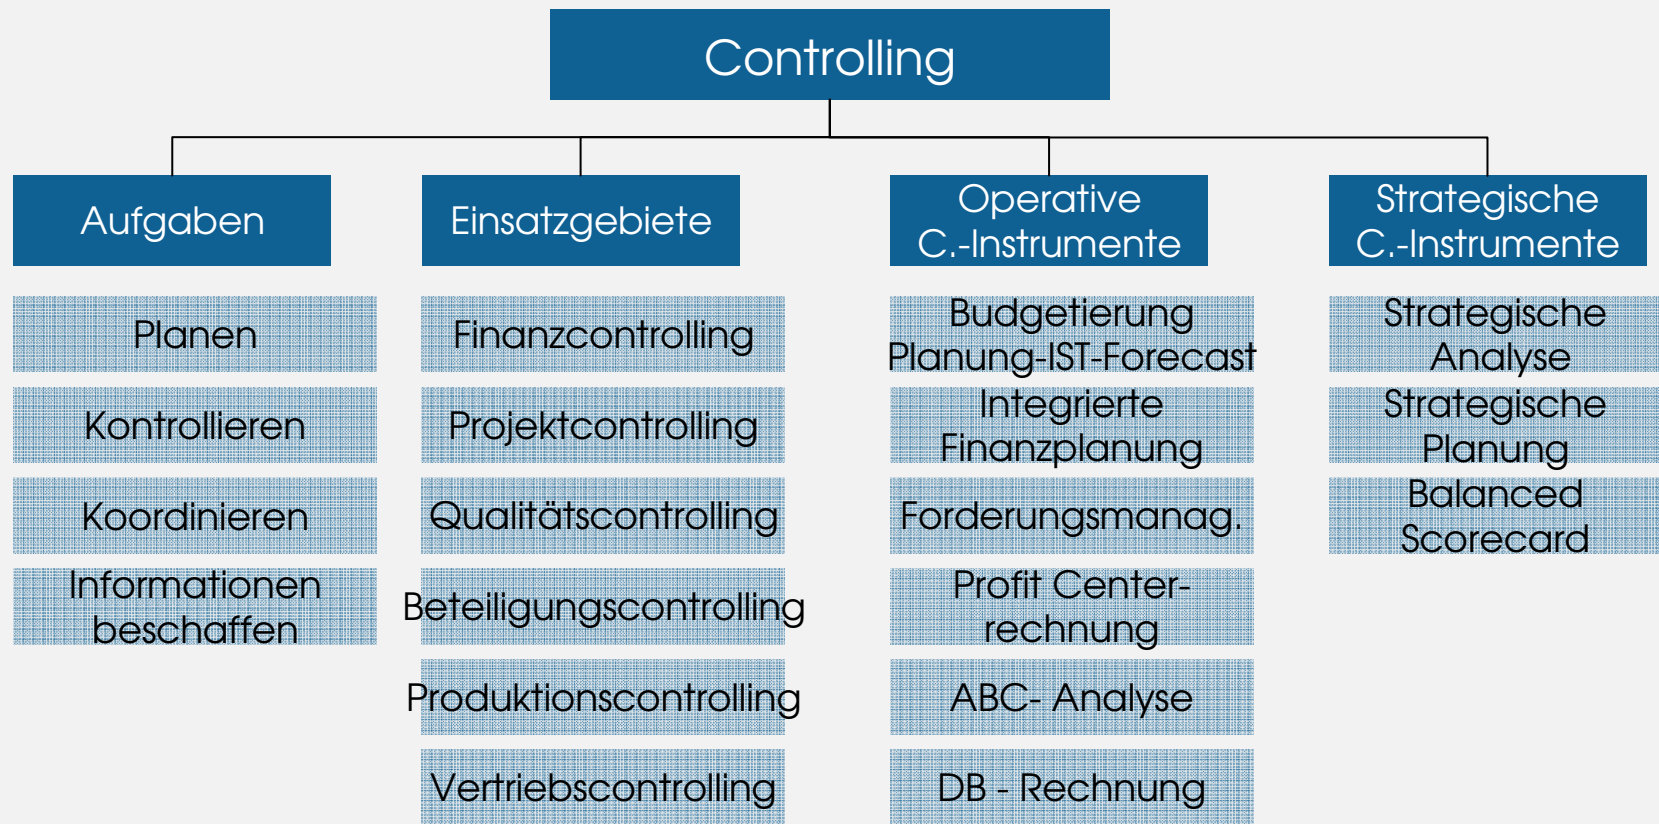 Controlling
Aufgaben
Planen
Kontrollieren
Koordinieren
Informationen
beschaffen
Einsatzgebiete
Finanzcontrolling
Projektcontrolling
Qualitätscontrolling
Beteiligungscontrolling
Produktionscontrolling
Vertriebscontrolling
Operative
C.-Instrumente
Budgetierung
Planung-IST-Forecast
Integrierte
Finanzplanung
Forderungsmanag.
Profit Center-
rechnung
ABC- Analyse
DB - Rechnung
Strategische
C.-Instrumente
Strategische
Analyse
Strategische
Planung
Balanced
Scorecard